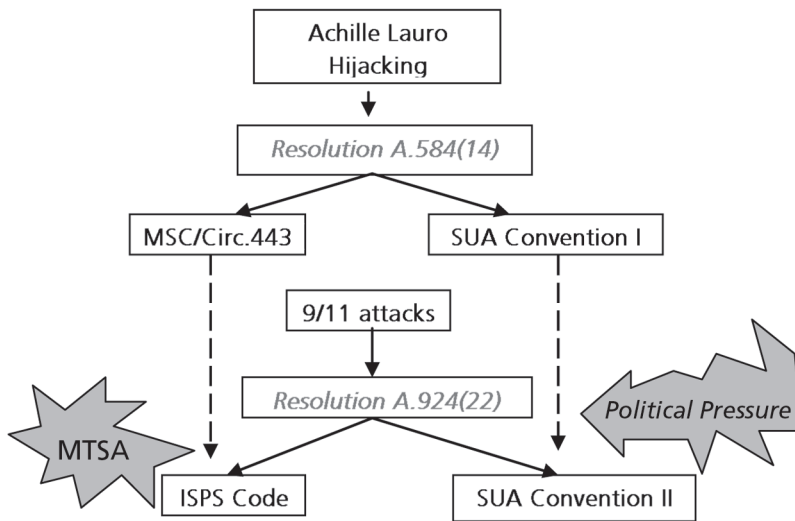 Achille Lauro
Hijacking
Resolution A.584(14)
MSC/Circ.443
SUA Convention I
9/11 attacks
Resolution A.924(22)
Political Pressure
MTSA
ISPS Code
SUA Convention II